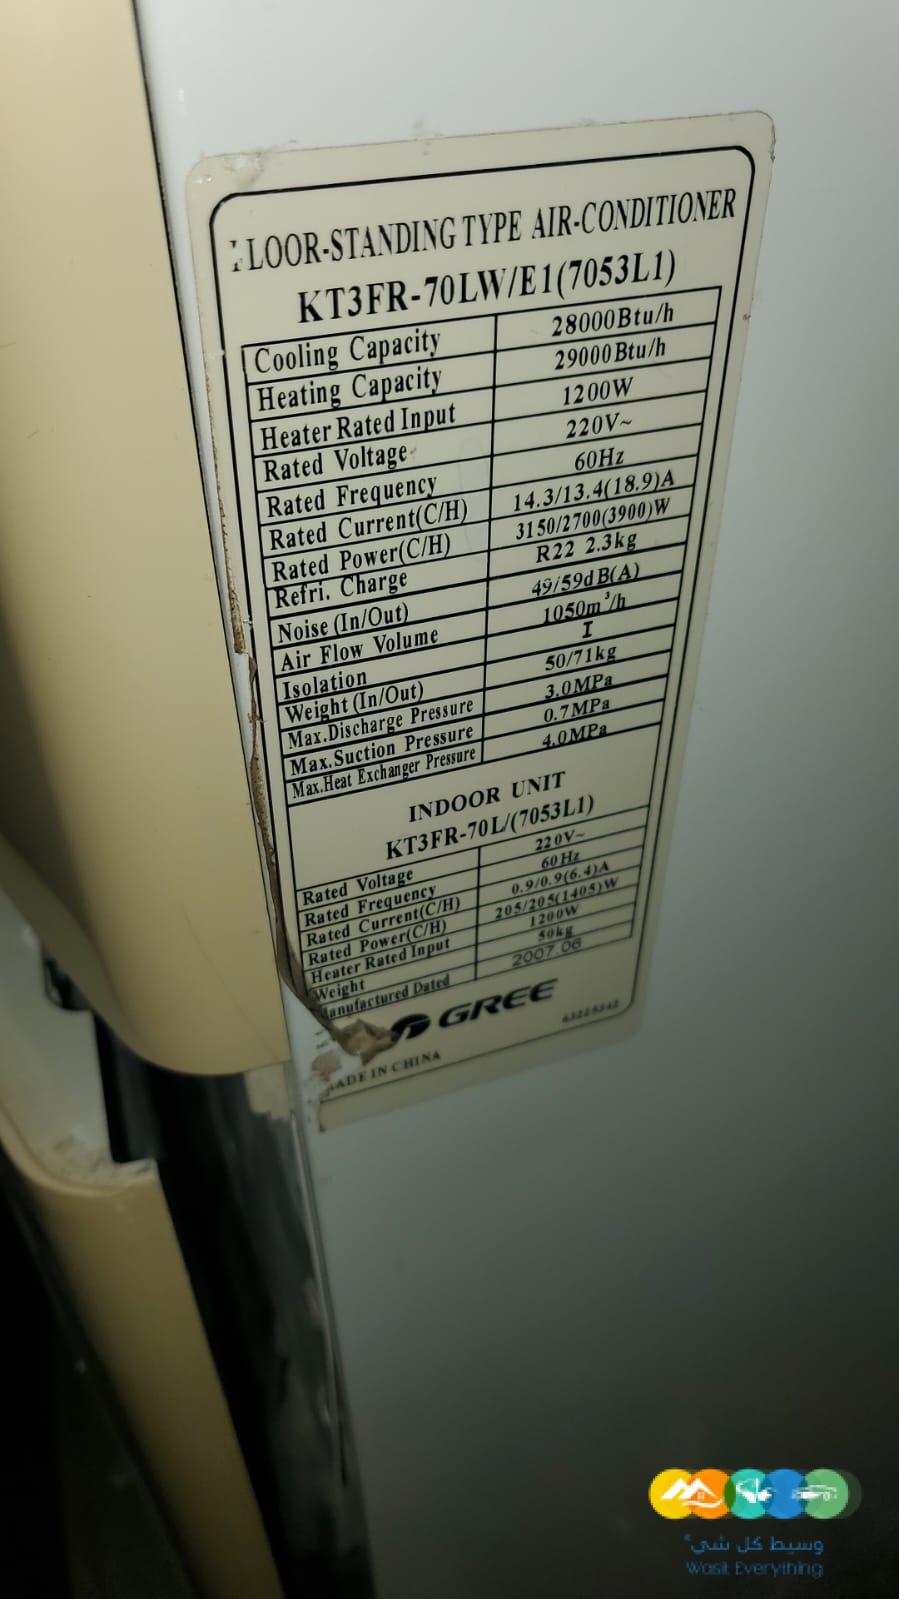 LOOR-STANDING TYPE AIR-CONDITIONER
KT3FR-70LW/E1(7053L1)
Cooling Capacity 28000Btu/h
Heating Capacity 29000Btu/h
Heater Rated Input 1200W
Rated Voltage 220V~
Rated Frequency 60Hz
Rated Current(C/H) 14.3/13.4(18.9)A
Rated Power(C/H) 3150/2700(3900)W
Refri. Charge R22 2.3kg
Noise (In/Out) 49/59dB(A)
Air Flow Volume 1050m³/h
Isolation I
Weight (In/Out) 50/71kg
Max.Discharge Pressure 3.0MPa
Max.Suction Pressure 0.7MPa
Max.Heat Exchanger Pressure 4.0MPa
INDOOR UNIT
KT3FR-70L/(7053L1)
Rated Voltage 220V~
Rated Frequency 60Hz
Rated Current(C/H) 0.9/0.9(6.4)A
Rated Power(C/H) 205/205(1405)W
Heater Rated Input 1200W
Weight 50kg
Manufactured Dated 2007.06
GREE
ADE IN CHINA
وسيط كل شيء
Wasit Everything